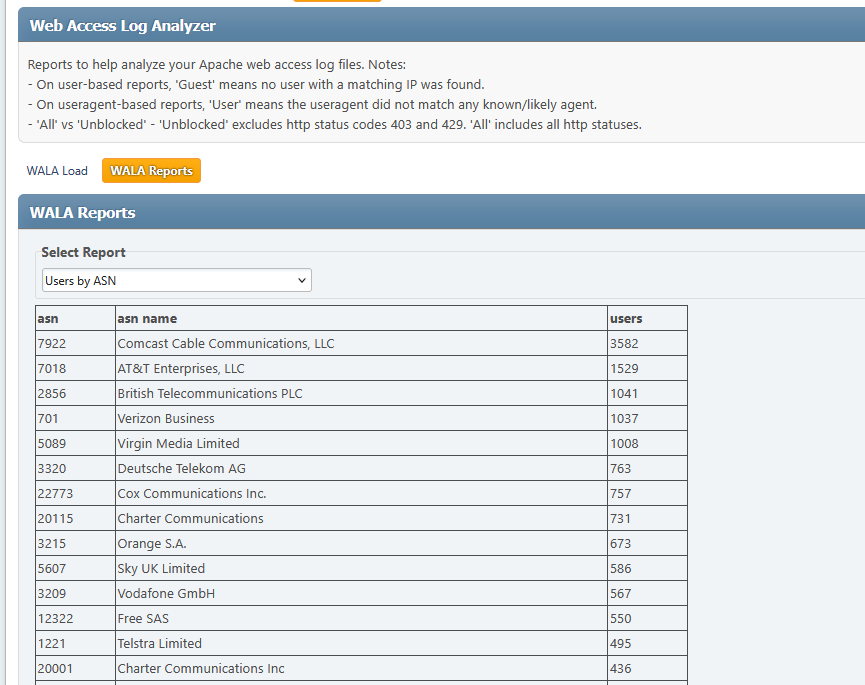 Web Access Log Analyzer
Reports to help analyze your Apache web access log files. Notes:
- On user-based reports, 'Guest' means no user with a matching IP was found.
- On useragent-based reports, 'User' means the useragent did not match any known/likely agent.
- 'All' vs 'Unblocked' - 'Unblocked' excludes http status codes 403 and 429. 'All' includes all http statuses.
WALA Load WALA Reports
WALA Reports
Select Report
Users by ASN
asn asn name users
7922 Comcast Cable Communications, LLC 3582
7018 AT&T Enterprises, LLC 1529
2856 British Telecommunications PLC 1041
701 Verizon Business 1037
5089 Virgin Media Limited 1008
3320 Deutsche Telekom AG 763
22773 Cox Communications Inc. 757
20115 Charter Communications 731
3215 Orange S.A. 673
5607 Sky UK Limited 586
3209 Vodafone GmbH 567
12322 Free SAS 550
1221 Telstra Limited 495
20001 Charter Communications Inc 436